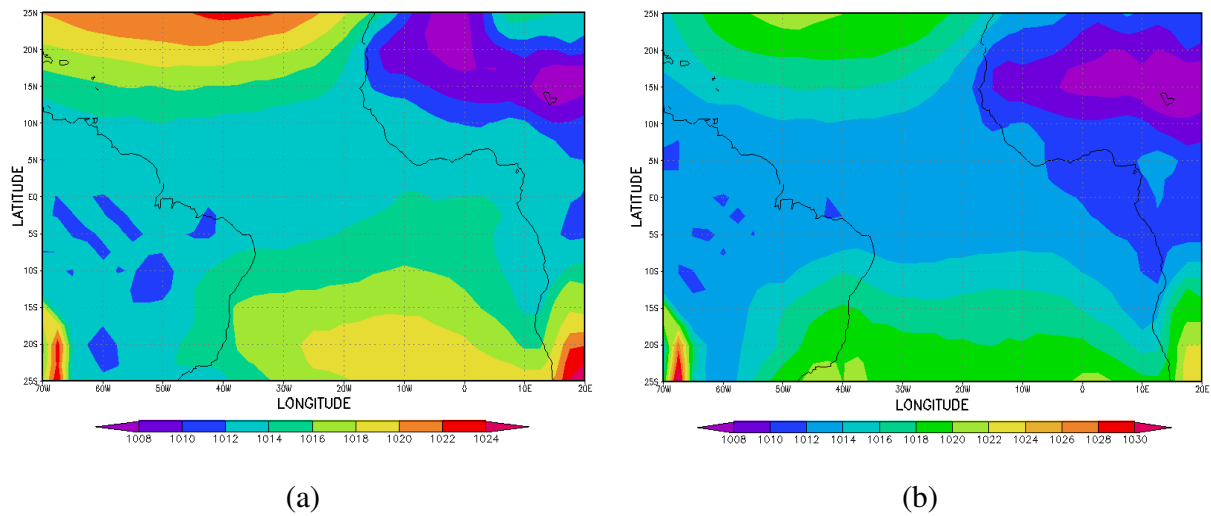 25N
20N
15N
10N
5N
EQ
5S
10S
15S
20S
25S
LATITUDE
70W 60W 50W 40W 30W 20W 10W 0 10E 20E
LONGITUDE
1008 1010 1012 1014 1016 1018 1020 1022 1024
(a)
25N
20N
15N
10N
5N
EQ
5S
10S
15S
20S
25S
LATITUDE
70W 60W 50W 40W 30W 20W 10W 0 10E 20E
LONGITUDE
1008 1010 1012 1014 1016 1018 1020 1022 1024 1026 1028 1030
(b)